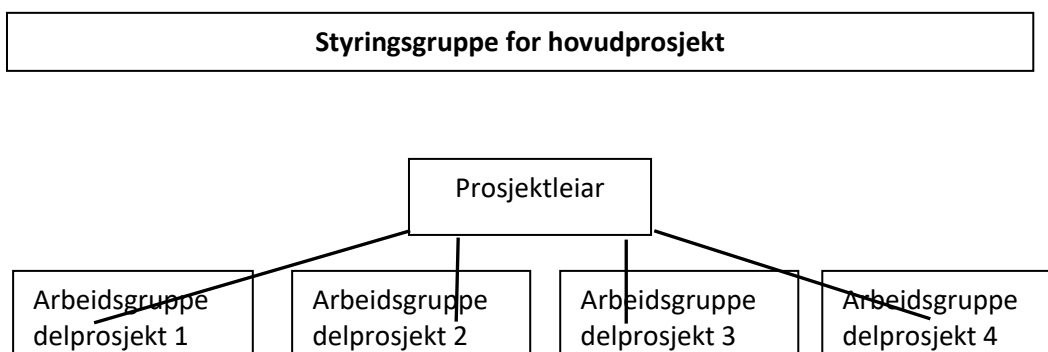 Styringsgruppe for hovudprosjekt
Prosjektleiar
Arbeidsgruppe
delprosjekt 1
Arbeidsgruppe
delprosjekt 2
Arbeidsgruppe
delprosjekt 3
Arbeidsgruppe
delprosjekt 4